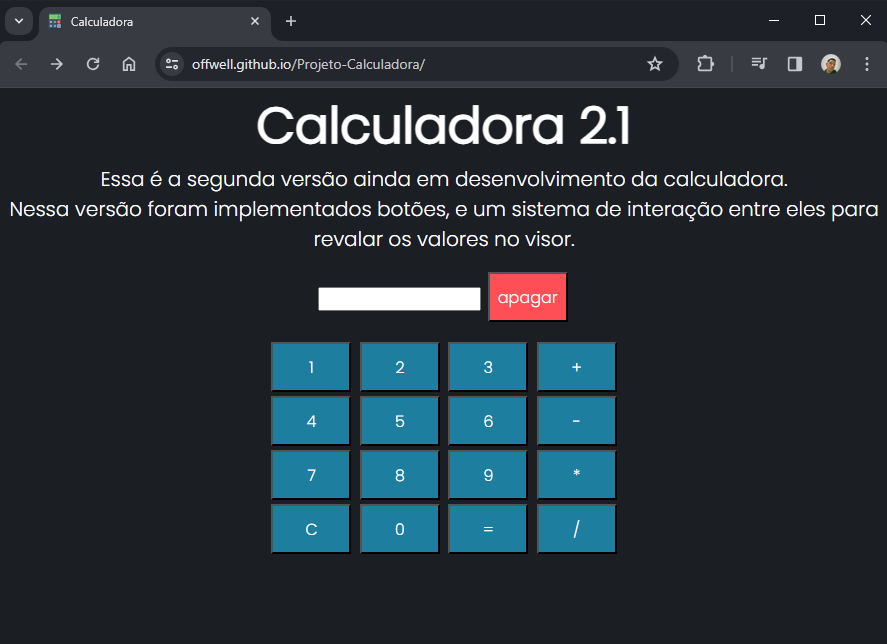 Calculadora
offwell.github.io/Projeto-Calculadora/
Calculadora 2.1
Essa é a segunda versão ainda em desenvolvimento da calculadora.
Nessa versão foram implementados botões, e um sistema de interação entre eles para
revalar os valores no visor.
apagar
1 2 3 +
4 5 6 -
7 8 9 *
C 0 = /